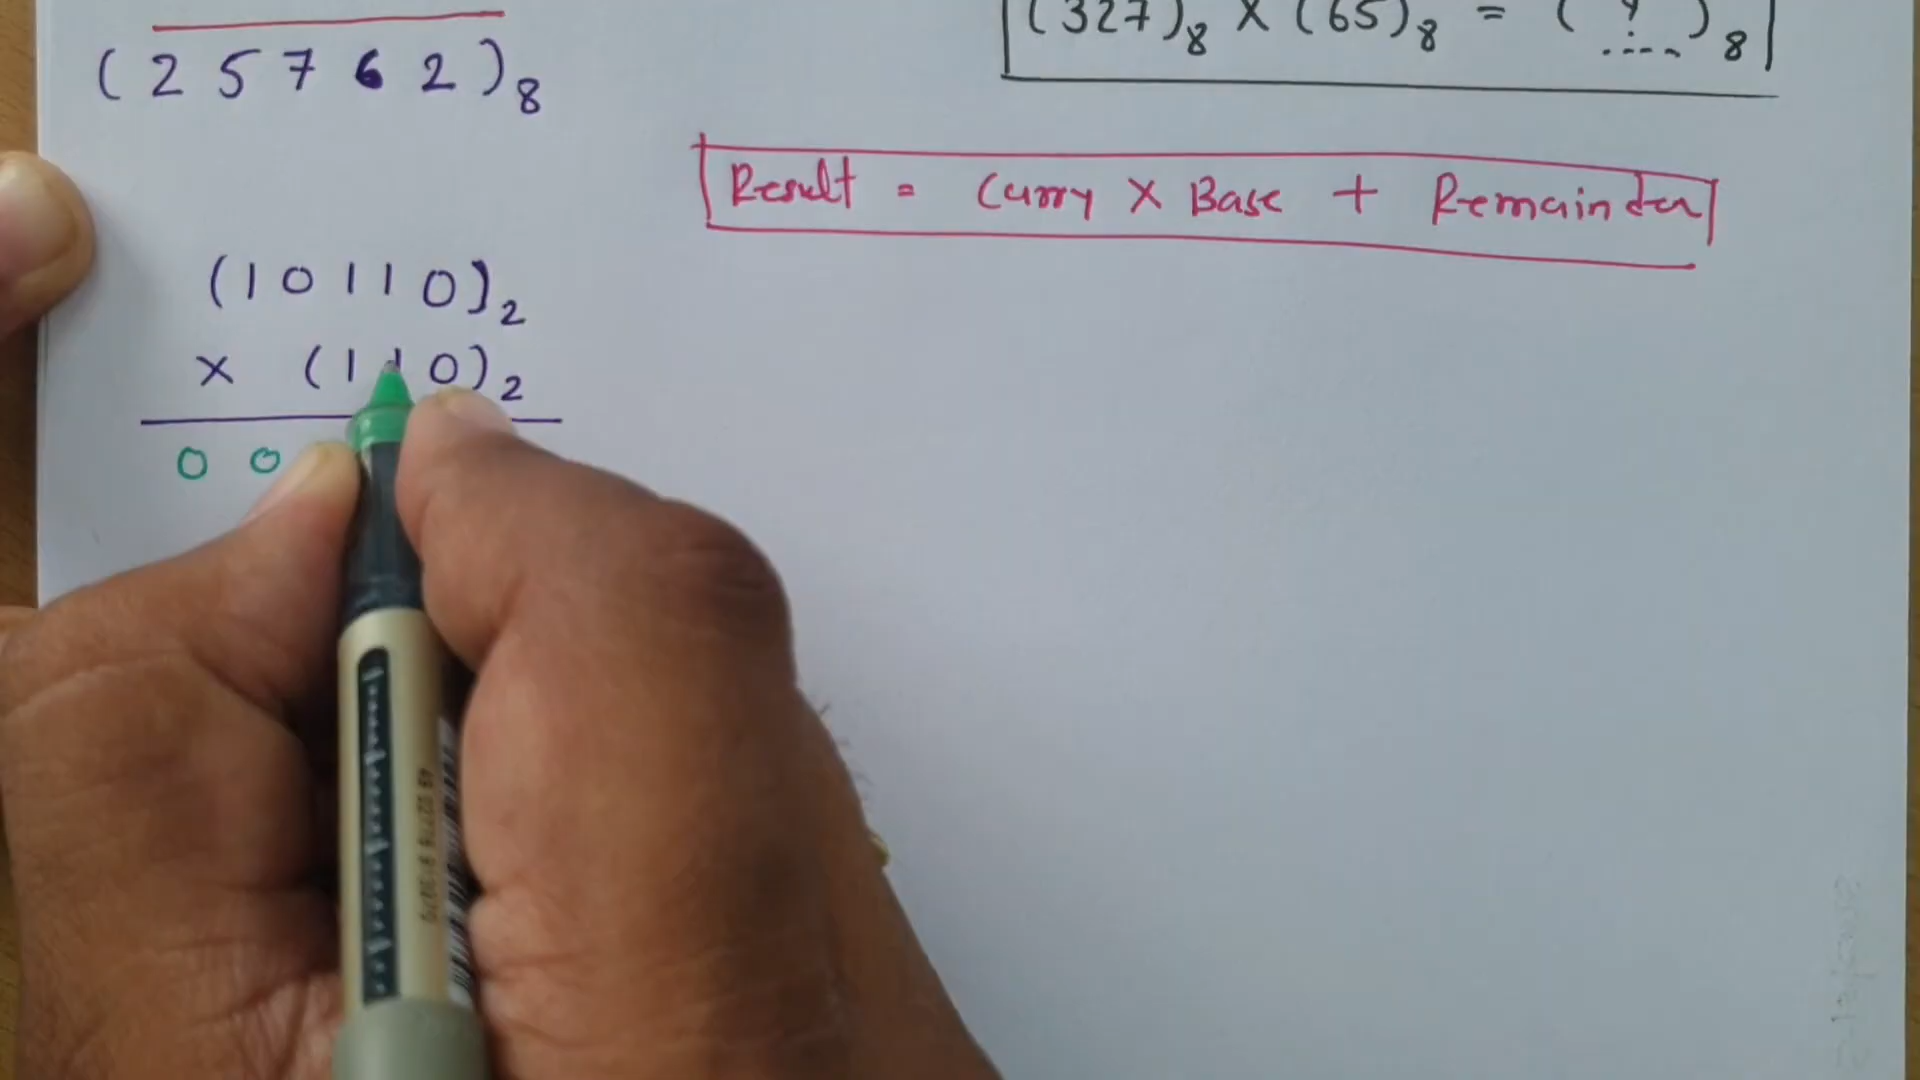 (327)₈ X (65)₈ = ( ? )₈
(25762)₈
Result = Carry X Base + Remainder
(10110)₂
× (110)₂
0 0